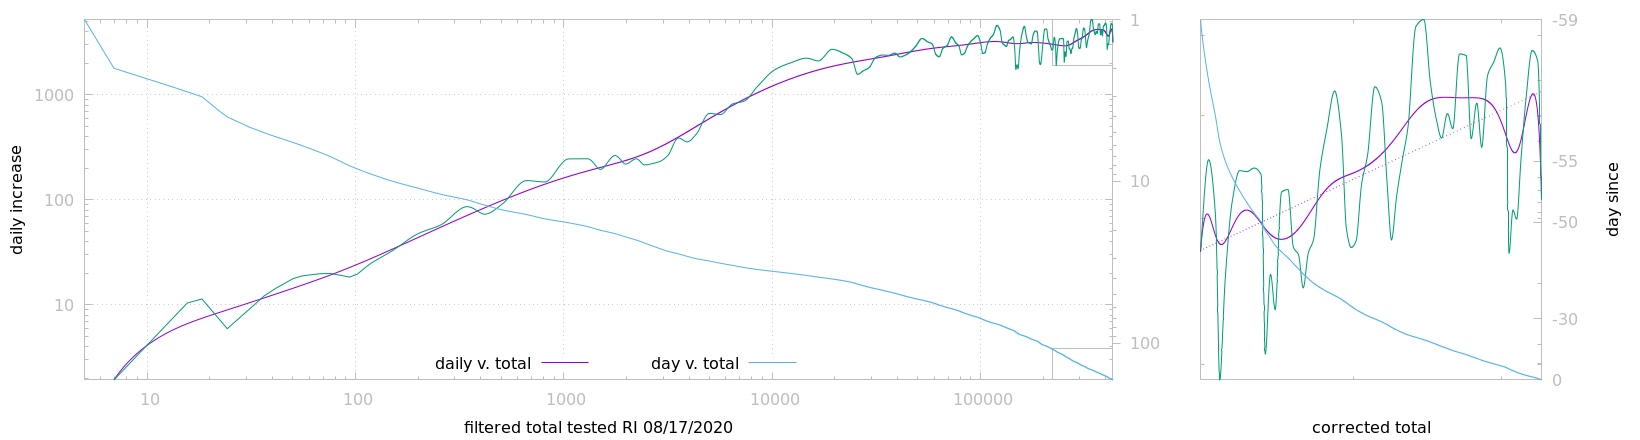 daily increase
1000
100
10
daily v. total
day v. total
10
100
1000
10000
100000
filtered total tested RI 08/17/2020
1
10
100
-59
-55
-50
-30
0
day since
corrected total